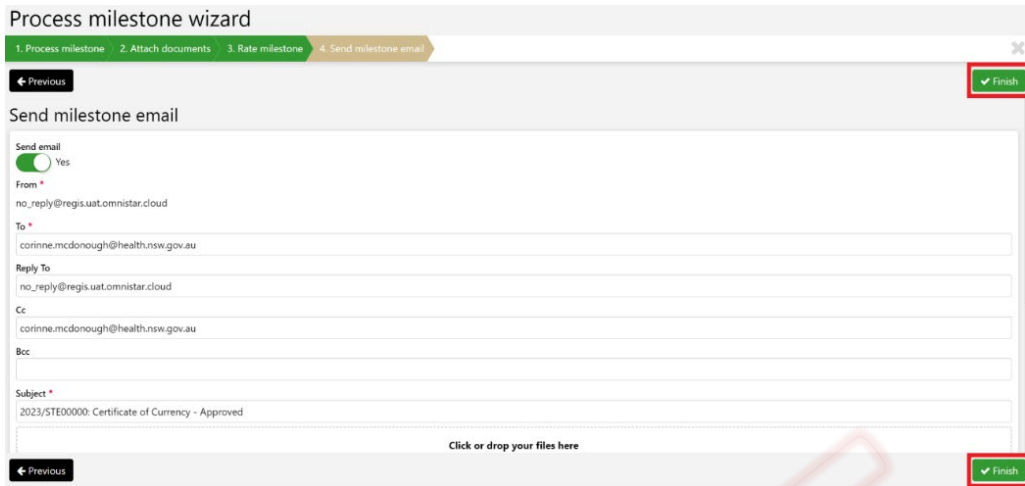 Process milestone wizard
1. Process milestone 2. Attach documents 3. Rate milestone 4. Send milestone email
Previous Finish
Send milestone email
Send email
Yes
From *
no_reply@regis.uat.omnistar.cloud
To *
corinne.mcdonough@health.nsw.gov.au
Reply To
no_reply@regis.uat.omnistar.cloud
Cc
corinne.mcdonough@health.nsw.gov.au
Bcc
Subject *
2023/STE00000: Certificate of Currency - Approved
Click or drop your files here
Previous Finish